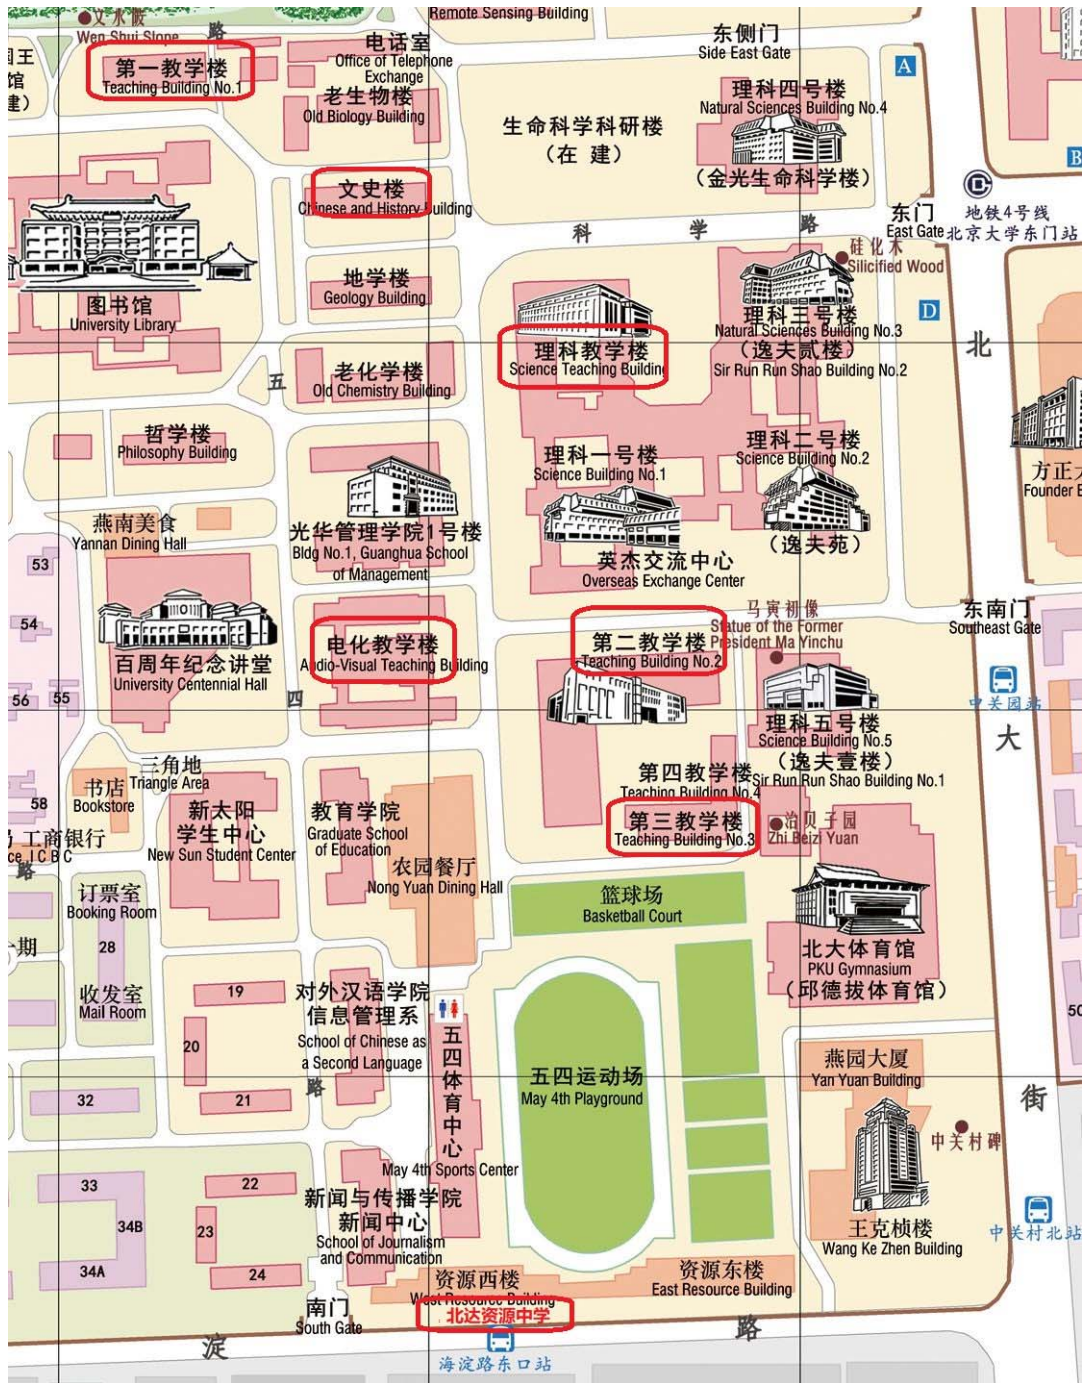 文水陂
Wen Shui Slope
路
Remote Sensing Building
电话室
Office of Telephone
Exchange
东侧门
Side East Gate
A
第一教学楼
Teaching Building No.1
老生物楼
Old Biology Building
理科四号楼
Natural Sciences Building No.4
(金光生命科学楼)
生命科学科研楼
(在 建)
B
文史楼
Chinese and History Building
东门
East Gate
地铁4号线
北京大学东门站
科 学 路
硅化木
Silicified Wood
图书馆
University Library
地学楼
Geology Building
理科三号楼
Natural Sciences Building No.3
(逸夫贰楼)
Sir Run Run Shao Building No.2
D
北
理科教学楼
Science Teaching Building
五
老化学楼
Old Chemistry Building
哲学楼
Philosophy Building
理科一号楼
Science Building No.1
理科二号楼
Science Building No.2
(逸夫苑)
方正大
Founder
燕南美食
Yannan Dining Hall
光华管理学院1号楼
Bldg No.1, Guanghua School
of Management
英杰交流中心
Overseas Exchange Center
53
54
56
55
58
百周年纪念讲堂
University Centennial Hall
电化教学楼
Audio-Visual Teaching Building
第二教学楼
Teaching Building No.2
马寅初像
Statue of the Former
President Ma Yinchu
东南门
Southeast Gate
中关园站
四
大
理科五号楼
Science Building No.5
(逸夫壹楼)
Sir Run Run Shao Building No.1
三角地
Triangle Area
书店
Bookstore
第四教学楼
Teaching Building No.4
第三教学楼
Teaching Building No.3
治贝子园
Zhi Beizi Yuan
新太阳
学生中心
New Sun Student Center
教育学院
Graduate School
of Education
农园餐厅
Nong Yuan Dining Hall
工商银行
ICBC
路
订票室
Booking Room
28
收发室
Mail Room
期
篮球场
Basketball Court
北大体育馆
PKU Gymnasium
(邱德拔体育馆)
19
20
21
32
对外汉语学院
信息管理系
School of Chinese as
a Second Language
路
五四体育中心
May 4th Sports Center
五四运动场
May 4th Playground
燕园大厦
Yan Yuan Building
50
街
中关村碑
33
34B
34A
22
23
24
新闻与传播学院
新闻中心
School of Journalism
and Communication
王克桢楼
Wang Ke Zhen Building
中关村北站
资源西楼
West Resource Building
资源东楼
East Resource Building
北达资源中学
南门
South Gate
淀
路
海淀路东口站